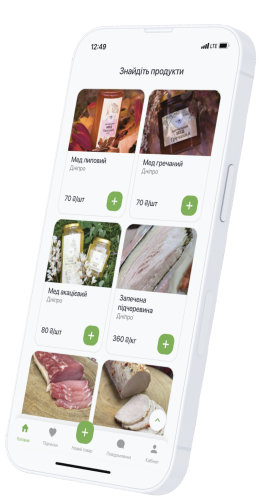 12:49
LTE
Знайдіть продукти
Мед липовий
Дніпро
70 ₴/шт
Мед гречаний
Дніпро
70 ₴/шт
Мед акацієвий
Дніпро
80 ₴/шт
Запечена
підчеревина
Дніпро
360 ₴/кг
Головна
Новий товар
Повідомлення
Кабінет